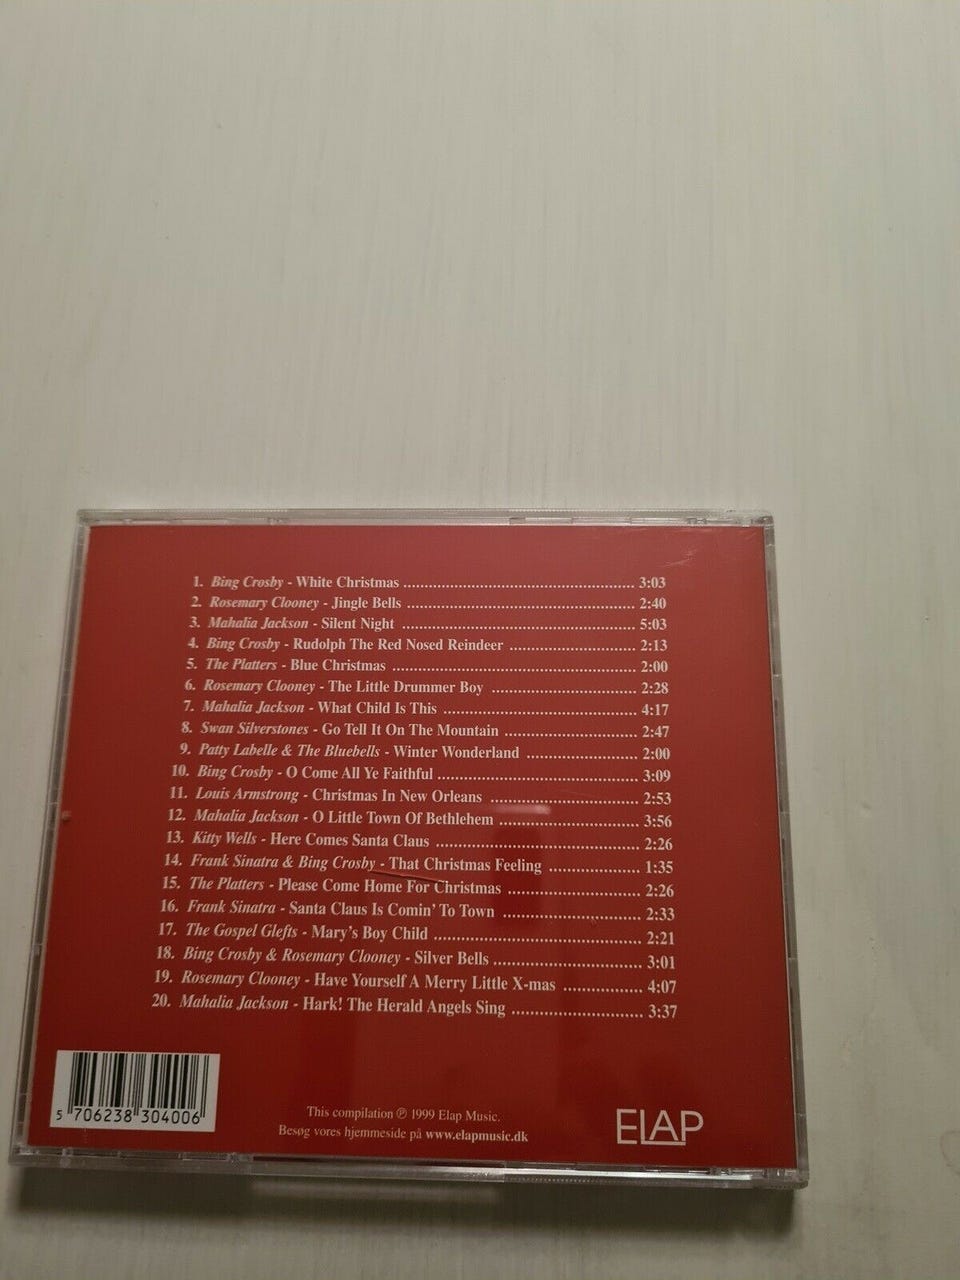 1. Bing Crosby - White Christmas ........ 3:03
2. Rosemary Clooney - Jingle Bells ........ 2:40
3. Mahalia Jackson - Silent Night ........ 5:03
4. Bing Crosby - Rudolph The Red Nosed Reindeer ........ 2:13
5. The Platters - Blue Christmas ........ 2:00
6. Rosemary Clooney - The Little Drummer Boy ........ 2:28
7. Mahalia Jackson - What Child Is This ........ 4:17
8. Swan Silverstones - Go Tell It On The Mountain ........ 2:47
9. Patty Labelle & The Bluebells - Winter Wonderland ........ 2:00
10. Bing Crosby - O Come All Ye Faithful ........ 3:09
11. Louis Armstrong - Christmas In New Orleans ........ 2:53
12. Mahalia Jackson - O Little Town Of Bethlehem ........ 3:56
13. Kitty Wells - Here Comes Santa Claus ........ 2:26
14. Frank Sinatra & Bing Crosby - That Christmas Feeling ........ 1:35
15. The Platters - Please Come Home For Christmas ........ 2:26
16. Frank Sinatra - Santa Claus Is Comin' To Town ........ 2:33
17. The Gospel Glefts - Mary's Boy Child ........ 2:21
18. Bing Crosby & Rosemary Clooney - Silver Bells ........ 3:01
19. Rosemary Clooney - Have Yourself A Merry Little X-mas ........ 4:07
20. Mahalia Jackson - Hark! The Herald Angels Sing ........ 3:37
5 706238 304006
This compilation ℗ 1999 Elap Music.
Besøg vores hjemmeside på www.elapmusic.dk
ELAP